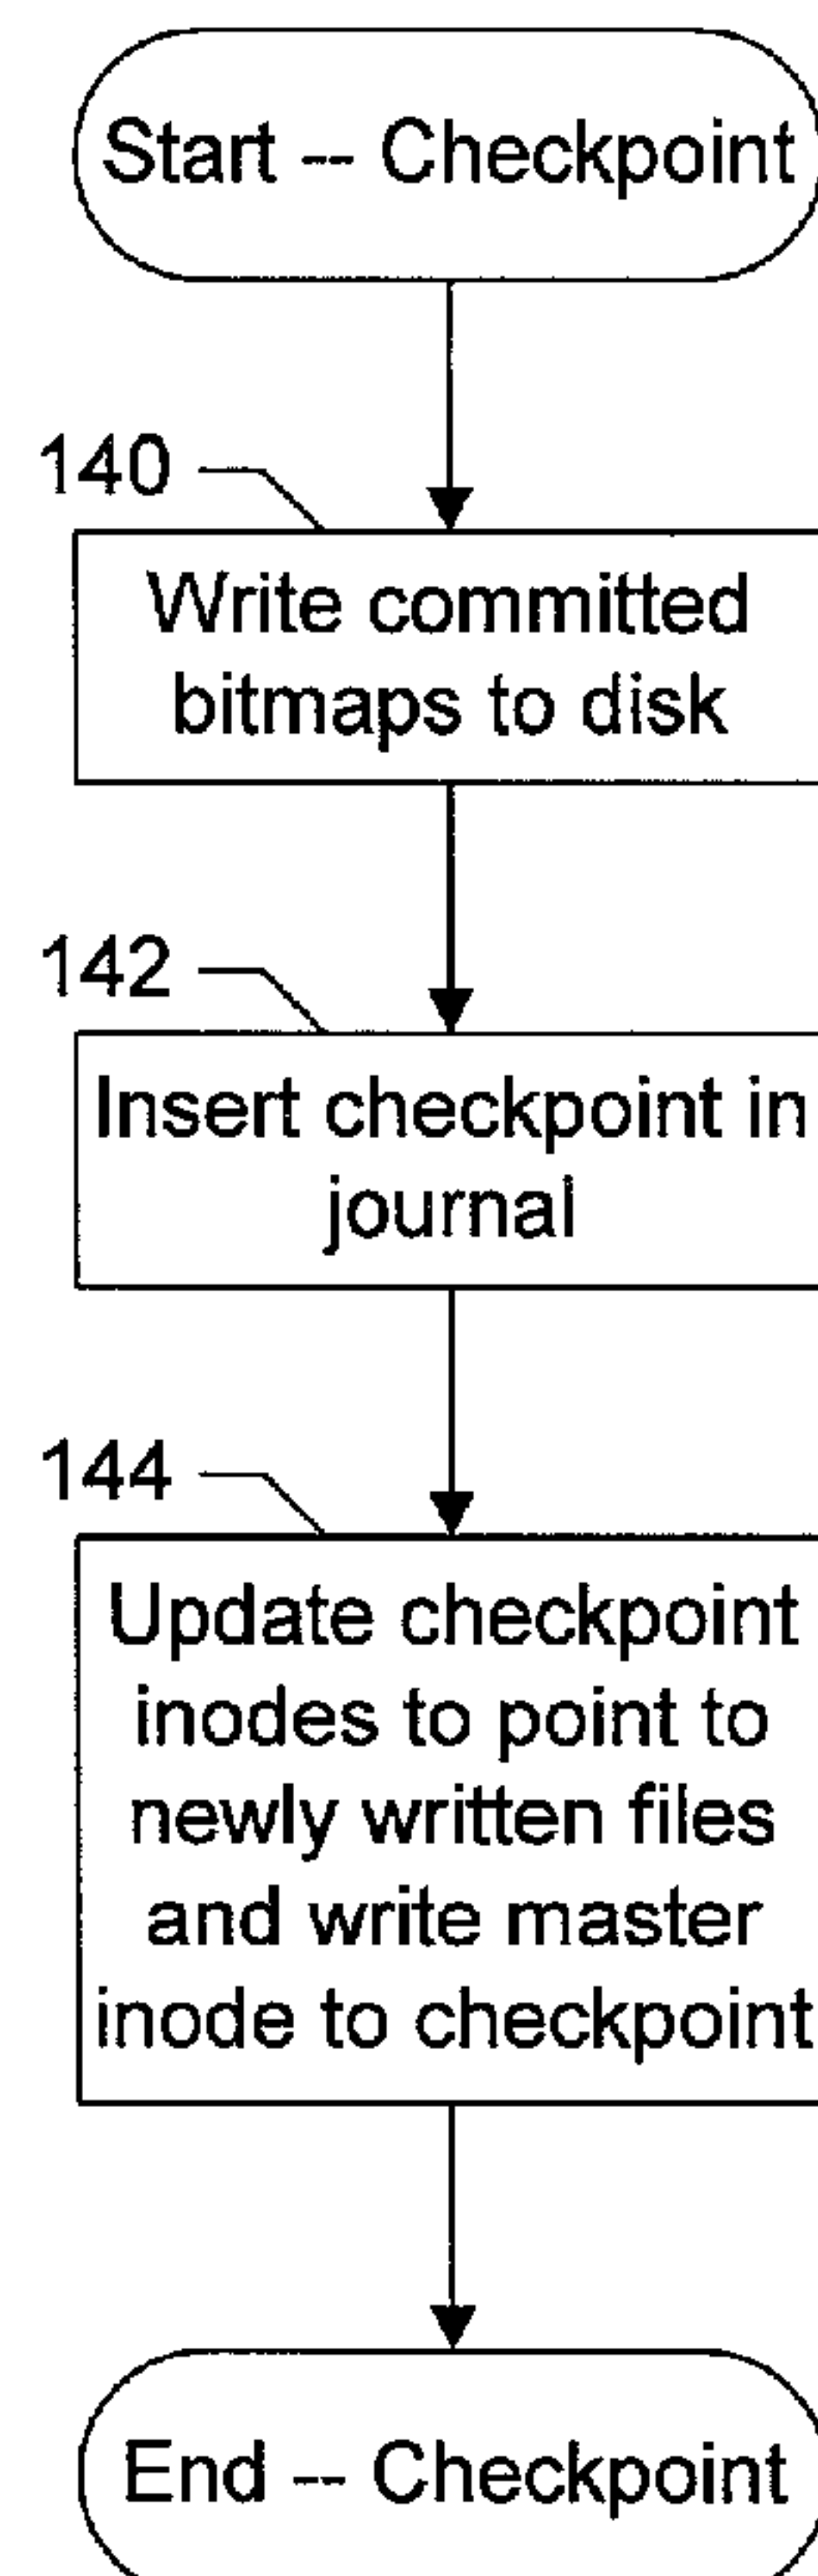 Start -- Checkpoint
140
Write committed
bitmaps to disk
142
Insert checkpoint in
journal
144
Update checkpoint
inodes to point to
newly written files
and write master
inode to checkpoint
End -- Checkpoint